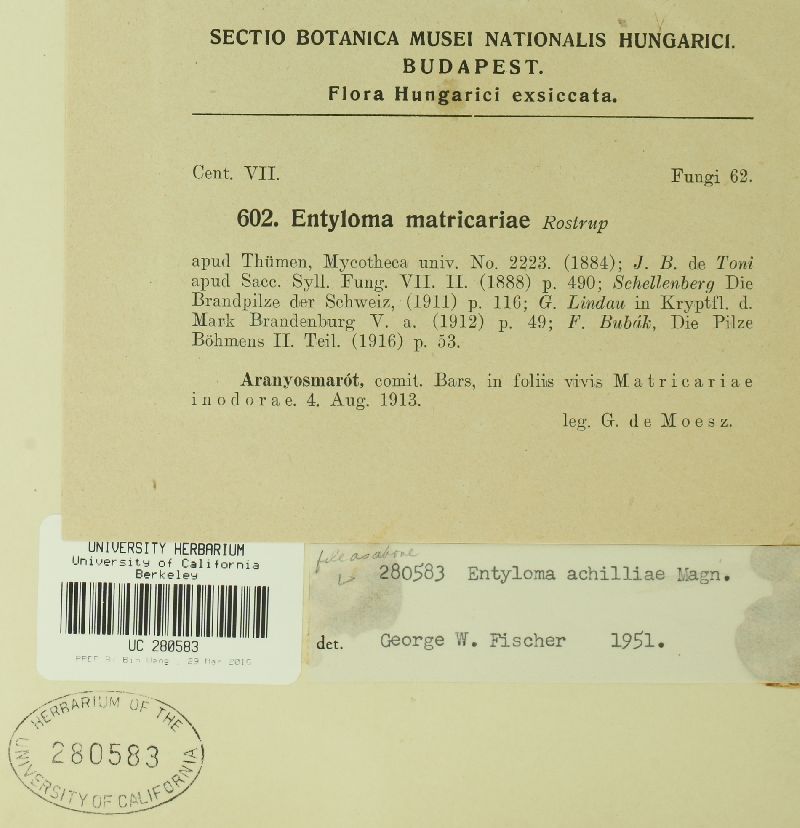 SECTIO BOTANICA MUSEI NATIONALIS HUNGARICI.
BUDAPEST.
Flora Hungarici exsiccata.
Cent. VII. Fungi 62.
602. Entyloma matricariae Rostrup
apud Thümen, Mycotheca univ. No. 2223. (1884); J. B. de Toni
apud Sacc. Syll. Fung. VII. II. (1888) p. 490; Schellenberg Die
Brandpilze der Schweiz, (1911) p. 116; G. Lindau in Kryptfl. d.
Mark Brandenburg V. a. (1912) p. 49; F. Bubák, Die Pilze
Böhmens II. Teil. (1916) p. 53.
Aranyosmarót, comit. Bars, in foliis vivis Matricariae
inodorae. 4. Aug. 1913.
leg. G. de Moesz.
UNIVERSITY HERBARIUM
University of California
Berkeley
UC 280583
file as above
280583 Entyloma achilliae Magn.
det. George W. Fischer 1951.
HERBARIUM OF THE
280583
UNIVERSITY OF CALIFORNIA